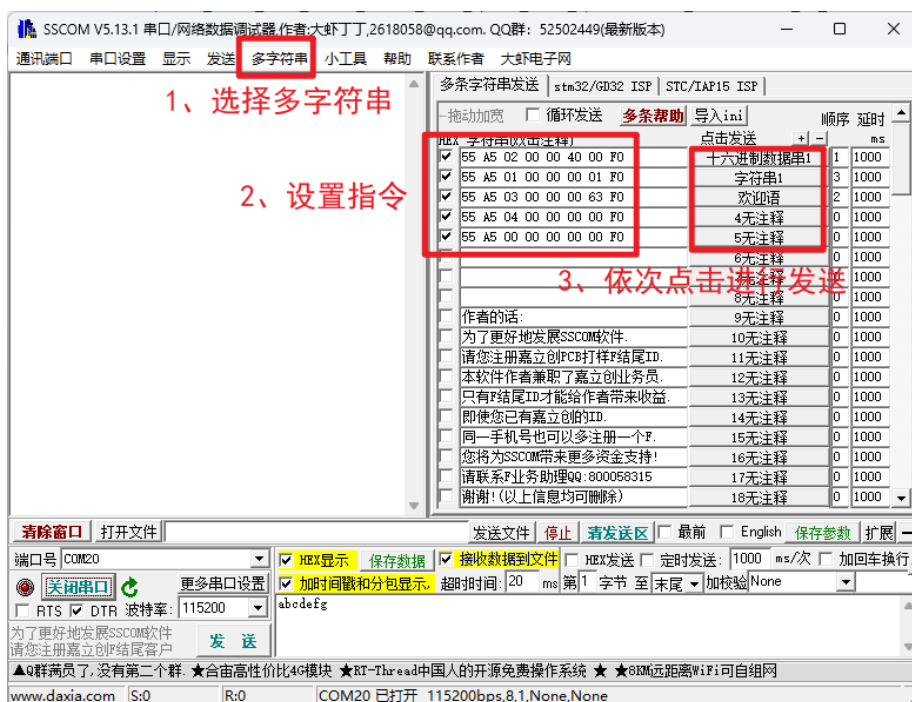 SSCOM V5.13.1 串口/网络数据调试器,作者:大虾丁丁,2618058@qq.com. QQ群：52502449(最新版本)
通讯端口 串口设置 显示 发送 多字符串 小工具 帮助 联系作者 大虾电子网
1、选择多字符串
2、设置指令
3、依次点击进行发送
多条字符串发送 stm32/GD32 ISP STC/IAP15 ISP
拖动加宽 循环发送 多条帮助 导入ini 顺序 延时
HEX 字符串(双击注释) 点击发送 + - ms
55 A5 02 00 00 40 00 F0 十六进制数据串1 1 1000
55 A5 01 00 00 00 01 F0 字符串1 3 1000
55 A5 03 00 00 00 63 F0 欢迎语 2 1000
55 A5 04 00 00 00 00 F0 4无注释 0 1000
55 A5 00 00 00 00 00 F0 5无注释 0 1000
6无注释 0 1000
0 1000
8无注释 0 1000
作者的话: 9无注释 0 1000
为了更好地发展SSCOM软件. 10无注释 0 1000
请您注册嘉立创PCB打样F结尾ID. 11无注释 0 1000
本软件作者兼职了嘉立创业务员. 12无注释 0 1000
只有F结尾ID才能给作者带来收益. 13无注释 0 1000
即使您已有嘉立创的ID. 14无注释 0 1000
同一手机号也可以多注册一个F. 15无注释 0 1000
您将为SSCOM带来更多资金支持! 16无注释 0 1000
请联系F业务助理QQ:800058315 17无注释 0 1000
谢谢!(以上信息均可删除) 18无注释 0 1000
清除窗口 打开文件 发送文件 停止 清发送区 最前 English 保存参数 扩展
端口号 COM20 HEX显示 保存数据 接收数据到文件 HEX发送 定时发送: 1000 ms/次 加回车换行
关闭串口 更多串口设置 加时间戳和分包显示, 超时时间: 20 ms 第 1 字节 至 末尾 加校验 None
RTS DTR 波特率: 115200
abcdefg
为了更好地发展SSCOM软件
请您注册嘉立创F结尾客户
发 送
▲Q群满员了,没有第二个群. ★合宙高性价比4G模块 ★RT-Thread中国人的开源免费操作系统 ★ ★8KM远距离WiFi可自组网
www.daxia.com S:0 R:0 COM20 已打开 115200bps,8,1,None,None